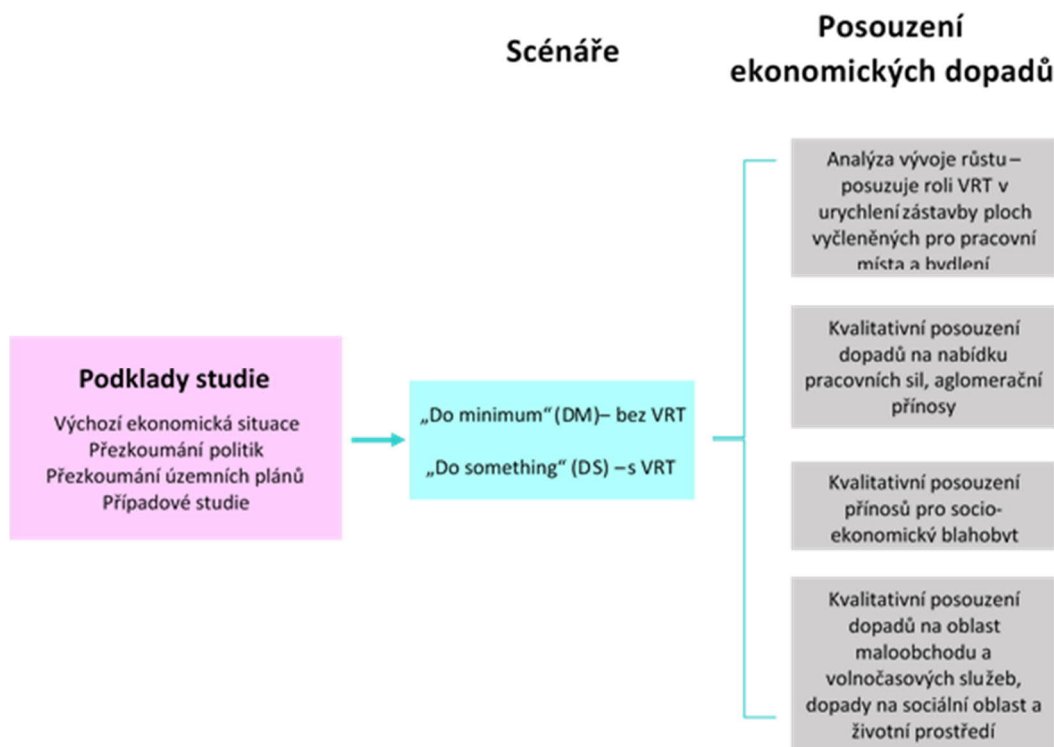 Scénáře
Posouzení
ekonomických dopadů
Podklady studie
Výchozí ekonomická situace
Přezkoumání politik
Přezkoumání územních plánů
Případové studie
„Do minimum“ (DM)– bez VRT
„Do something“ (DS) –s VRT
Analýza vývoje růstu –
posuzuje roli VRT v
urychlení zástavby ploch
vyčleněných pro pracovní
místa a bydlení
Kvalitativní posouzení
dopadů na nabídku
pracovních sil, aglomerační
přínosy
Kvalitativní posouzení
přínosů pro socio-
ekonomický blahobyt
Kvalitativní posouzení
dopadů na oblast
maloobchodu a
volnočasových služeb,
dopady na sociální oblast a
životní prostředí